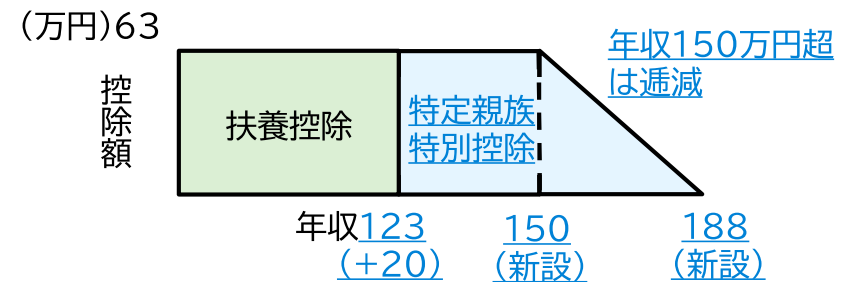 (万円)63
年収150万円超
は逓減
控除額
扶養控除
特定親族
特別控除
年収123
(+20)
150
(新設)
188
(新設)